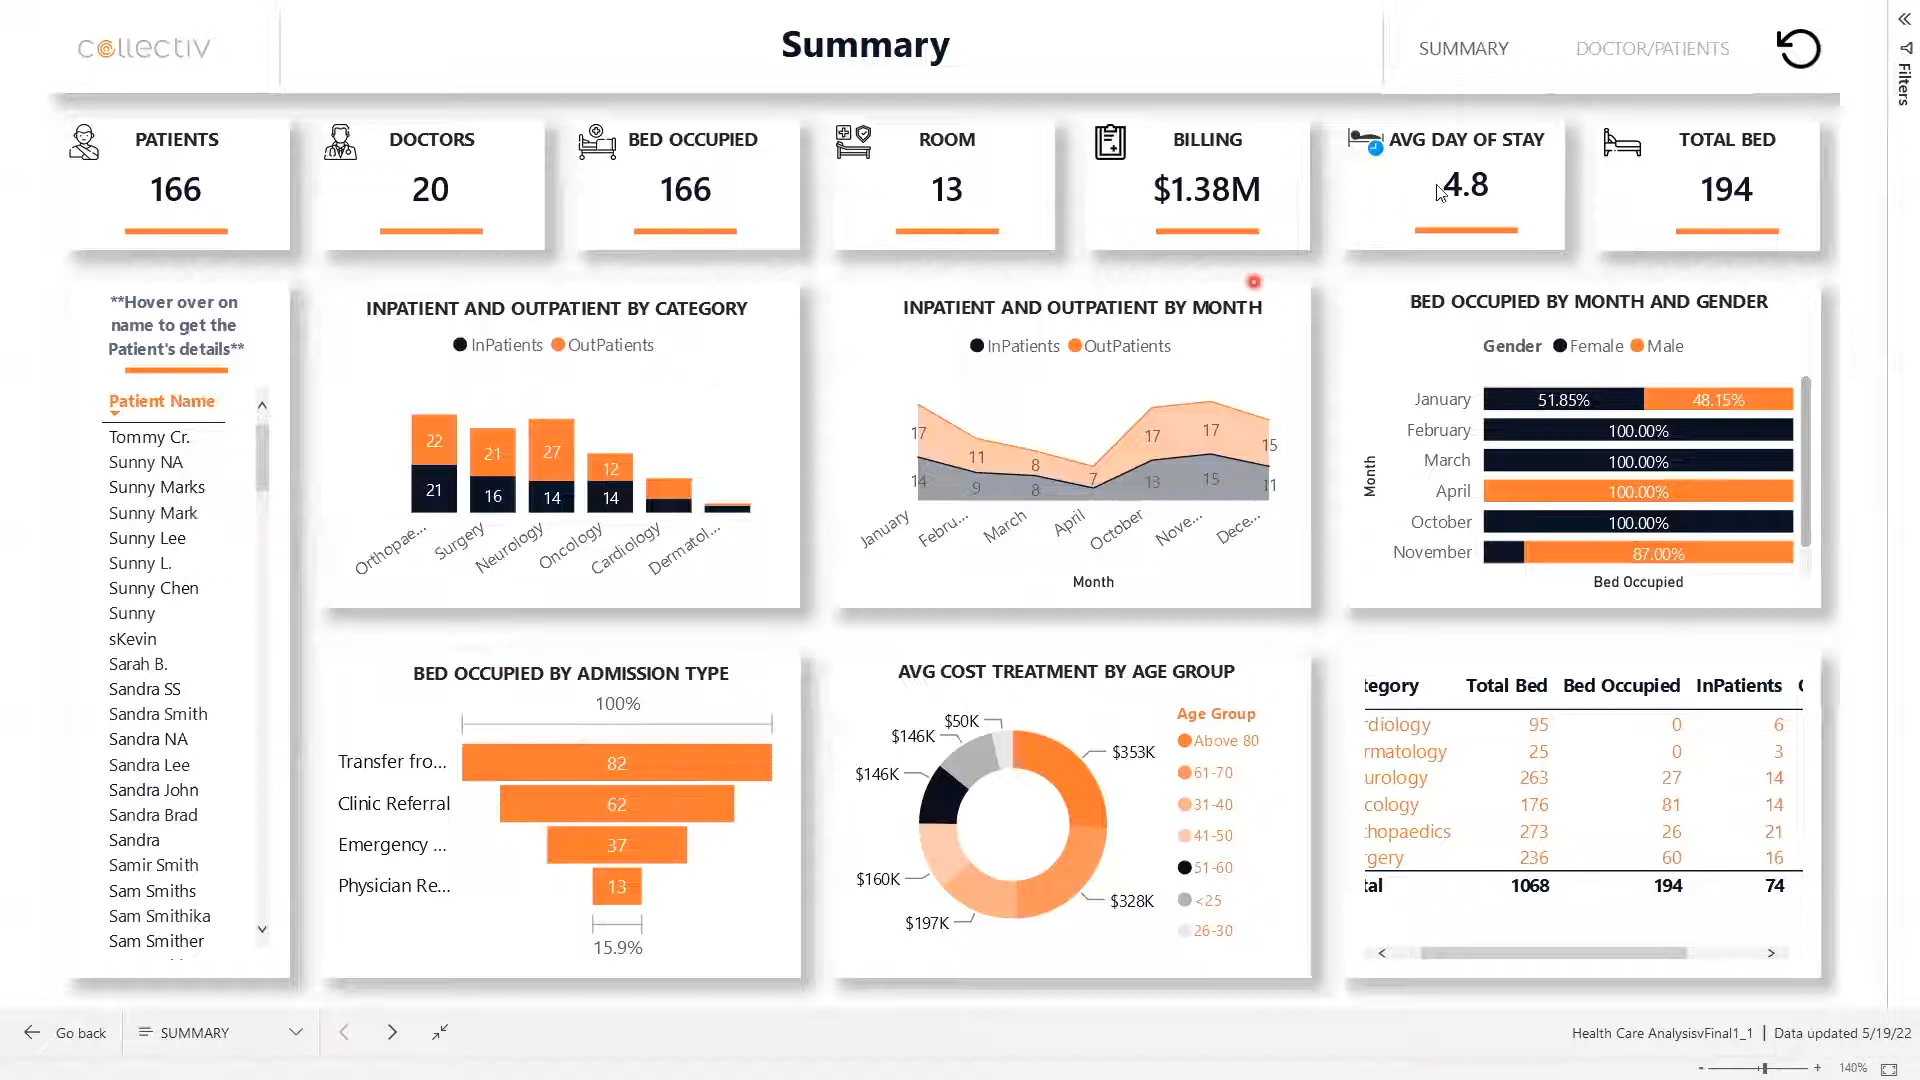 collectiv
Summary
SUMMARY
DOCTOR/PATIENTS
Filters
PATIENTS
166
DOCTORS
20
BED OCCUPIED
166
ROOM
13
BILLING
$1.38M
AVG DAY OF STAY
4.8
TOTAL BED
194
**Hover over on
name to get the
Patient's details**
Patient Name
Tommy Cr.
Sunny NA
Sunny Marks
Sunny Mark
Sunny Lee
Sunny L.
Sunny Chen
Sunny
sKevin
Sarah B.
Sandra SS
Sandra Smith
Sandra NA
Sandra Lee
Sandra John
Sandra Brad
Sandra
Samir Smith
Sam Smiths
Sam Smithika
Sam Smither
INPATIENT AND OUTPATIENT BY CATEGORY
InPatients OutPatients
22 21 27 12
21 16 14 14
Orthopae... Surgery Neurology Oncology Cardiology Dermatol...
INPATIENT AND OUTPATIENT BY MONTH
InPatients OutPatients
17 11 8 7 17 17 15
14 9 8 13 15 11
January Febru... March April October Nove... Dece...
Month
BED OCCUPIED BY MONTH AND GENDER
Gender Female Male
Month
January 51.85% 48.15%
February 100.00%
March 100.00%
April 100.00%
October 100.00%
November 87.00%
Bed Occupied
BED OCCUPIED BY ADMISSION TYPE
100%
Transfer fro... 82
Clinic Referral 62
Emergency ... 37
Physician Re... 13
15.9%
AVG COST TREATMENT BY AGE GROUP
$50K
$146K
$146K
$160K
$197K
$353K
$328K
Age Group
Above 80
61-70
31-40
41-50
51-60
<25
26-30
tegory Total Bed Bed Occupied InPatients
rdiology 95 0 6
rmatology 25 0 3
urology 263 27 14
cology 176 81 14
hopaedics 273 26 21
gery 236 60 16
tal 1068 194 74
Go back
SUMMARY
Health Care AnalysisvFinal1_1 | Data updated 5/19/22
- + 140%